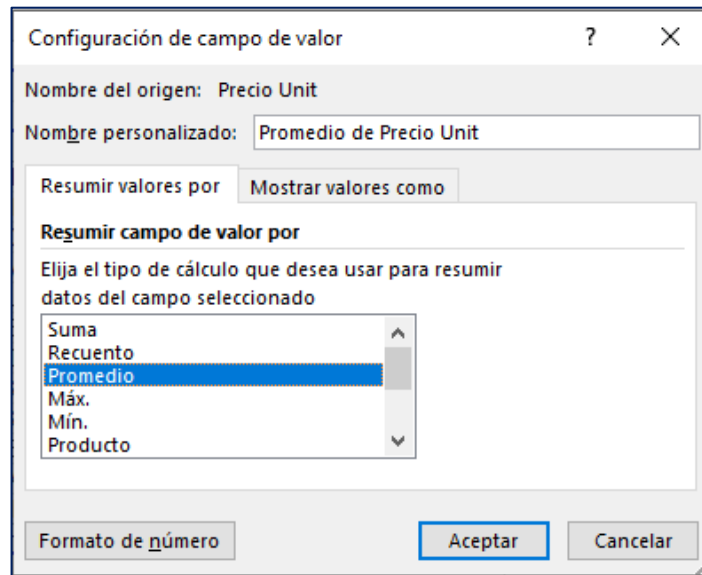 Configuración de campo de valor ? X
Nombre del origen: Precio Unit
Nombre personalizado: Promedio de Precio Unit
Resumir valores por Mostrar valores como
Resumir campo de valor por
Elija el tipo de cálculo que desea usar para resumir
datos del campo seleccionado
Suma
Recuento
Promedio
Máx.
Mín.
Producto
Formato de número Aceptar Cancelar